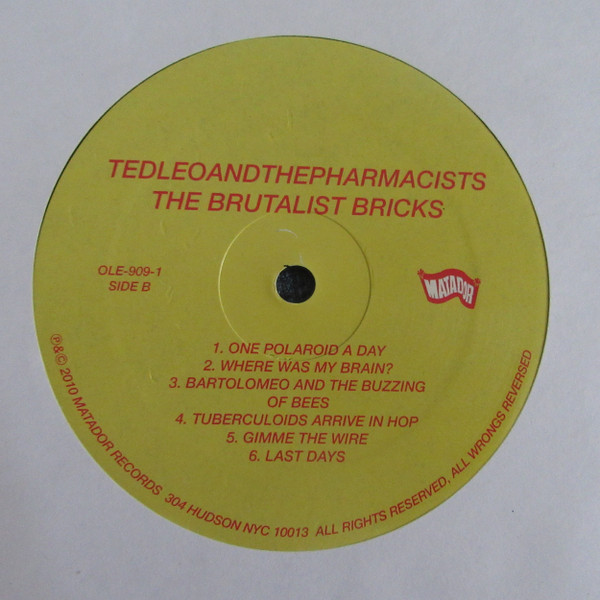 TEDLEOANDTHEPHARMACISTS
THE BRUTALIST BRICKS
OLE-909-1
SIDE B
MATADOR
1. ONE POLAROID A DAY
2. WHERE WAS MY BRAIN?
3. BARTOLOMEO AND THE BUZZING
OF BEES
4. TUBERCULOIDS ARRIVE IN HOP
5. GIMME THE WIRE
6. LAST DAYS
℗&© 2010 MATADOR RECORDS 304 HUDSON NYC 10013 ALL RIGHTS RESERVED, ALL WRONGS REVERSED